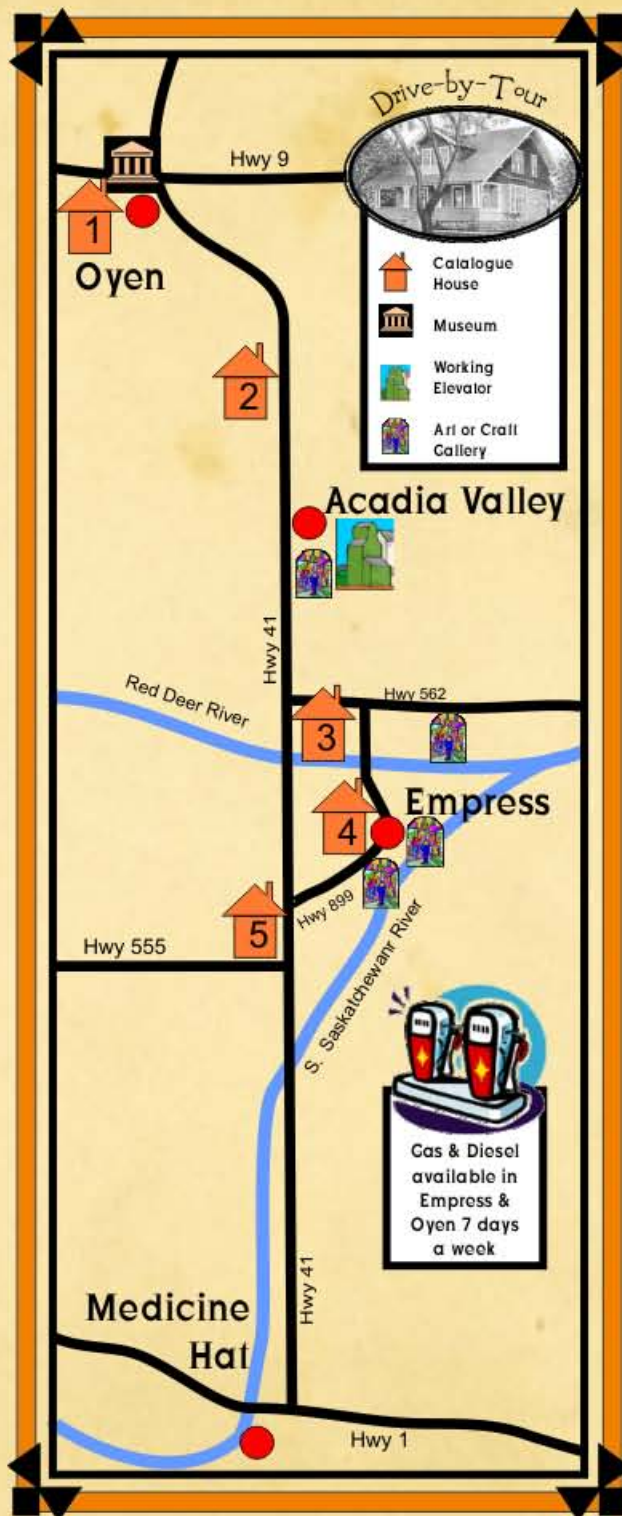 Drive-by-Tour
Hwy 9
1
Oyen
Catalogue
House
Museum
Working
Elevator
Art or Craft
Gallery
2
Acadia Valley
Hwy 41
Red Deer River
Hwy 562
3
4
Empress
Hwy 899
5
Hwy 555
S. Saskatchewanr River
Gas & Diesel
available in
Empress &
Oyen 7 days
a week
Hwy 41
Medicine
Hat
Hwy 1